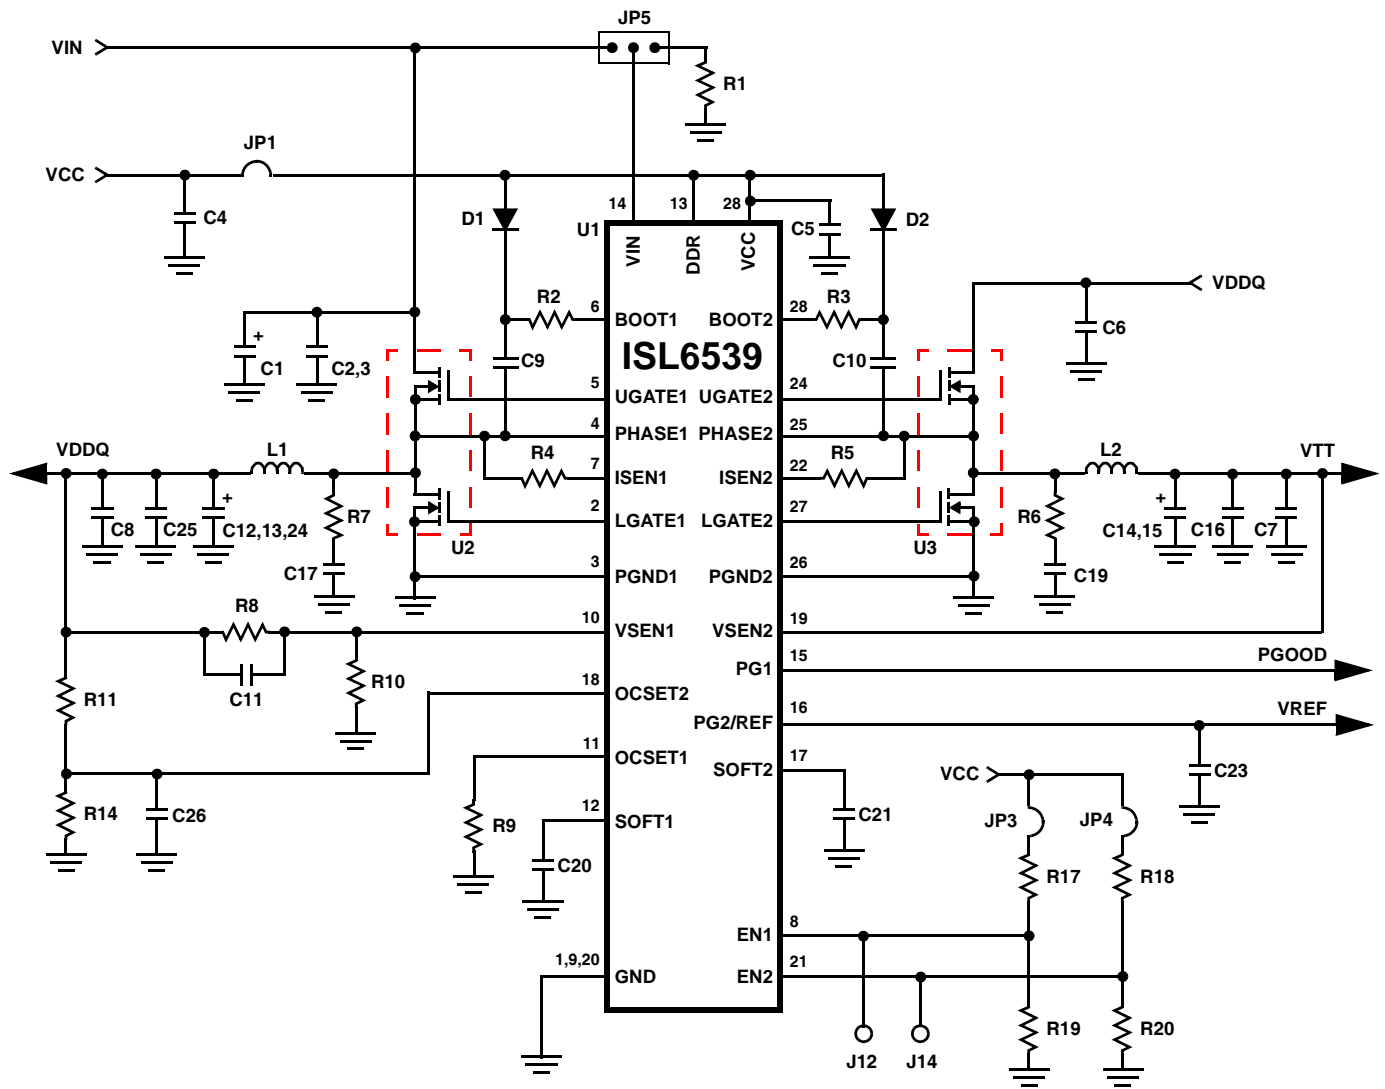 JP5
VIN
R1
JP1
VCC
C4
D1
14
13
28
U1
C5
D2
VIN
DDR
VCC
VDDQ
R2
6
BOOT1
BOOT2
28
R3
C6
ISL6539
+
C1
C2,3
C9
C10
5
UGATE1
UGATE2
24
4
PHASE1
PHASE2
25
VDDQ
L1
R4
7
ISEN1
ISEN2
22
R5
L2
VTT
+
C8
C25
C12,13,24
R7
2
LGATE1
LGATE2
27
R6
+
C14,15
C16
C7
U2
U3
C17
3
PGND1
PGND2
26
C19
R8
10
VSEN1
VSEN2
19
C11
R10
PG1
15
PGOOD
R11
18
OCSET2
PG2/REF
16
VREF
11
OCSET1
SOFT2
17
VCC
C23
R14
C26
R9
12
SOFT1
C21
JP3
JP4
C20
R17
R18
EN1
8
1,9,20
GND
EN2
21
R19
R20
J12
J14